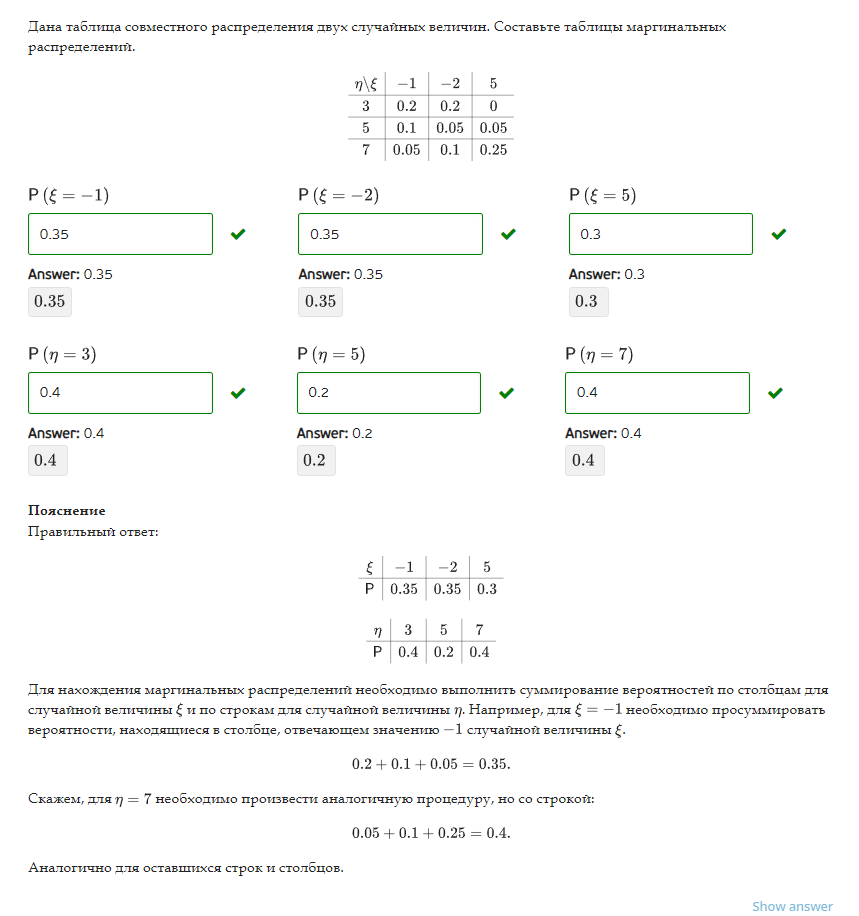 Дана таблица совместного распределения двух случайных величин. Составьте таблицы маргинальных
распределений.
η\ξ −1 −2 5
3 0.2 0.2 0
5 0.1 0.05 0.05
7 0.05 0.1 0.25
P (ξ = −1) P (ξ = −2) P (ξ = 5)
0.35 0.35 0.3
Answer: 0.35 Answer: 0.35 Answer: 0.3
0.35 0.35 0.3
P (η = 3) P (η = 5) P (η = 7)
0.4 0.2 0.4
Answer: 0.4 Answer: 0.2 Answer: 0.4
0.4 0.2 0.4
Пояснение
Правильный ответ:
ξ −1 −2 5
P 0.35 0.35 0.3
η 3 5 7
P 0.4 0.2 0.4
Для нахождения маргинальных распределений необходимо выполнить суммирование вероятностей по столбцам для
случайной величины ξ и по строкам для случайной величины η. Например, для ξ = −1 необходимо просуммировать
вероятности, находящиеся в столбце, отвечающем значению −1 случайной величины ξ.
0.2 + 0.1 + 0.05 = 0.35.
Скажем, для η = 7 необходимо произвести аналогичную процедуру, но со строкой:
0.05 + 0.1 + 0.25 = 0.4.
Аналогично для оставшихся строк и столбцов.
Show answer